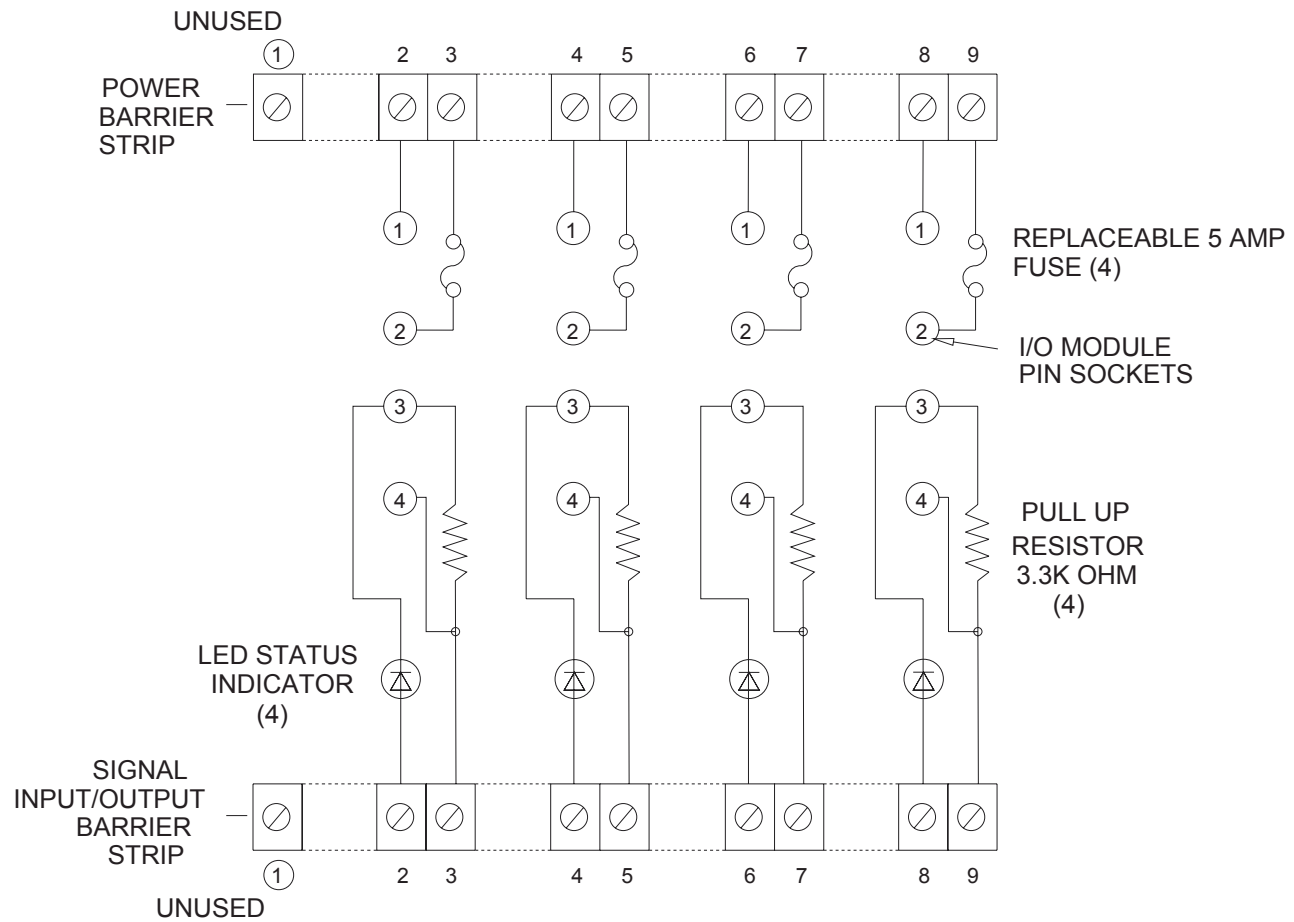 UNUSED
1 2 3 4 5 6 7 8 9
POWER
BARRIER
STRIP
1 1 1 1
REPLACEABLE 5 AMP
FUSE (4)
2 2 2 2
I/O MODULE
PIN SOCKETS
3 3 3 3
4 4 4 4
PULL UP
RESISTOR
3.3K OHM
(4)
LED STATUS
INDICATOR
(4)
SIGNAL
INPUT/OUTPUT
BARRIER
STRIP
1 2 3 4 5 6 7 8 9
UNUSED